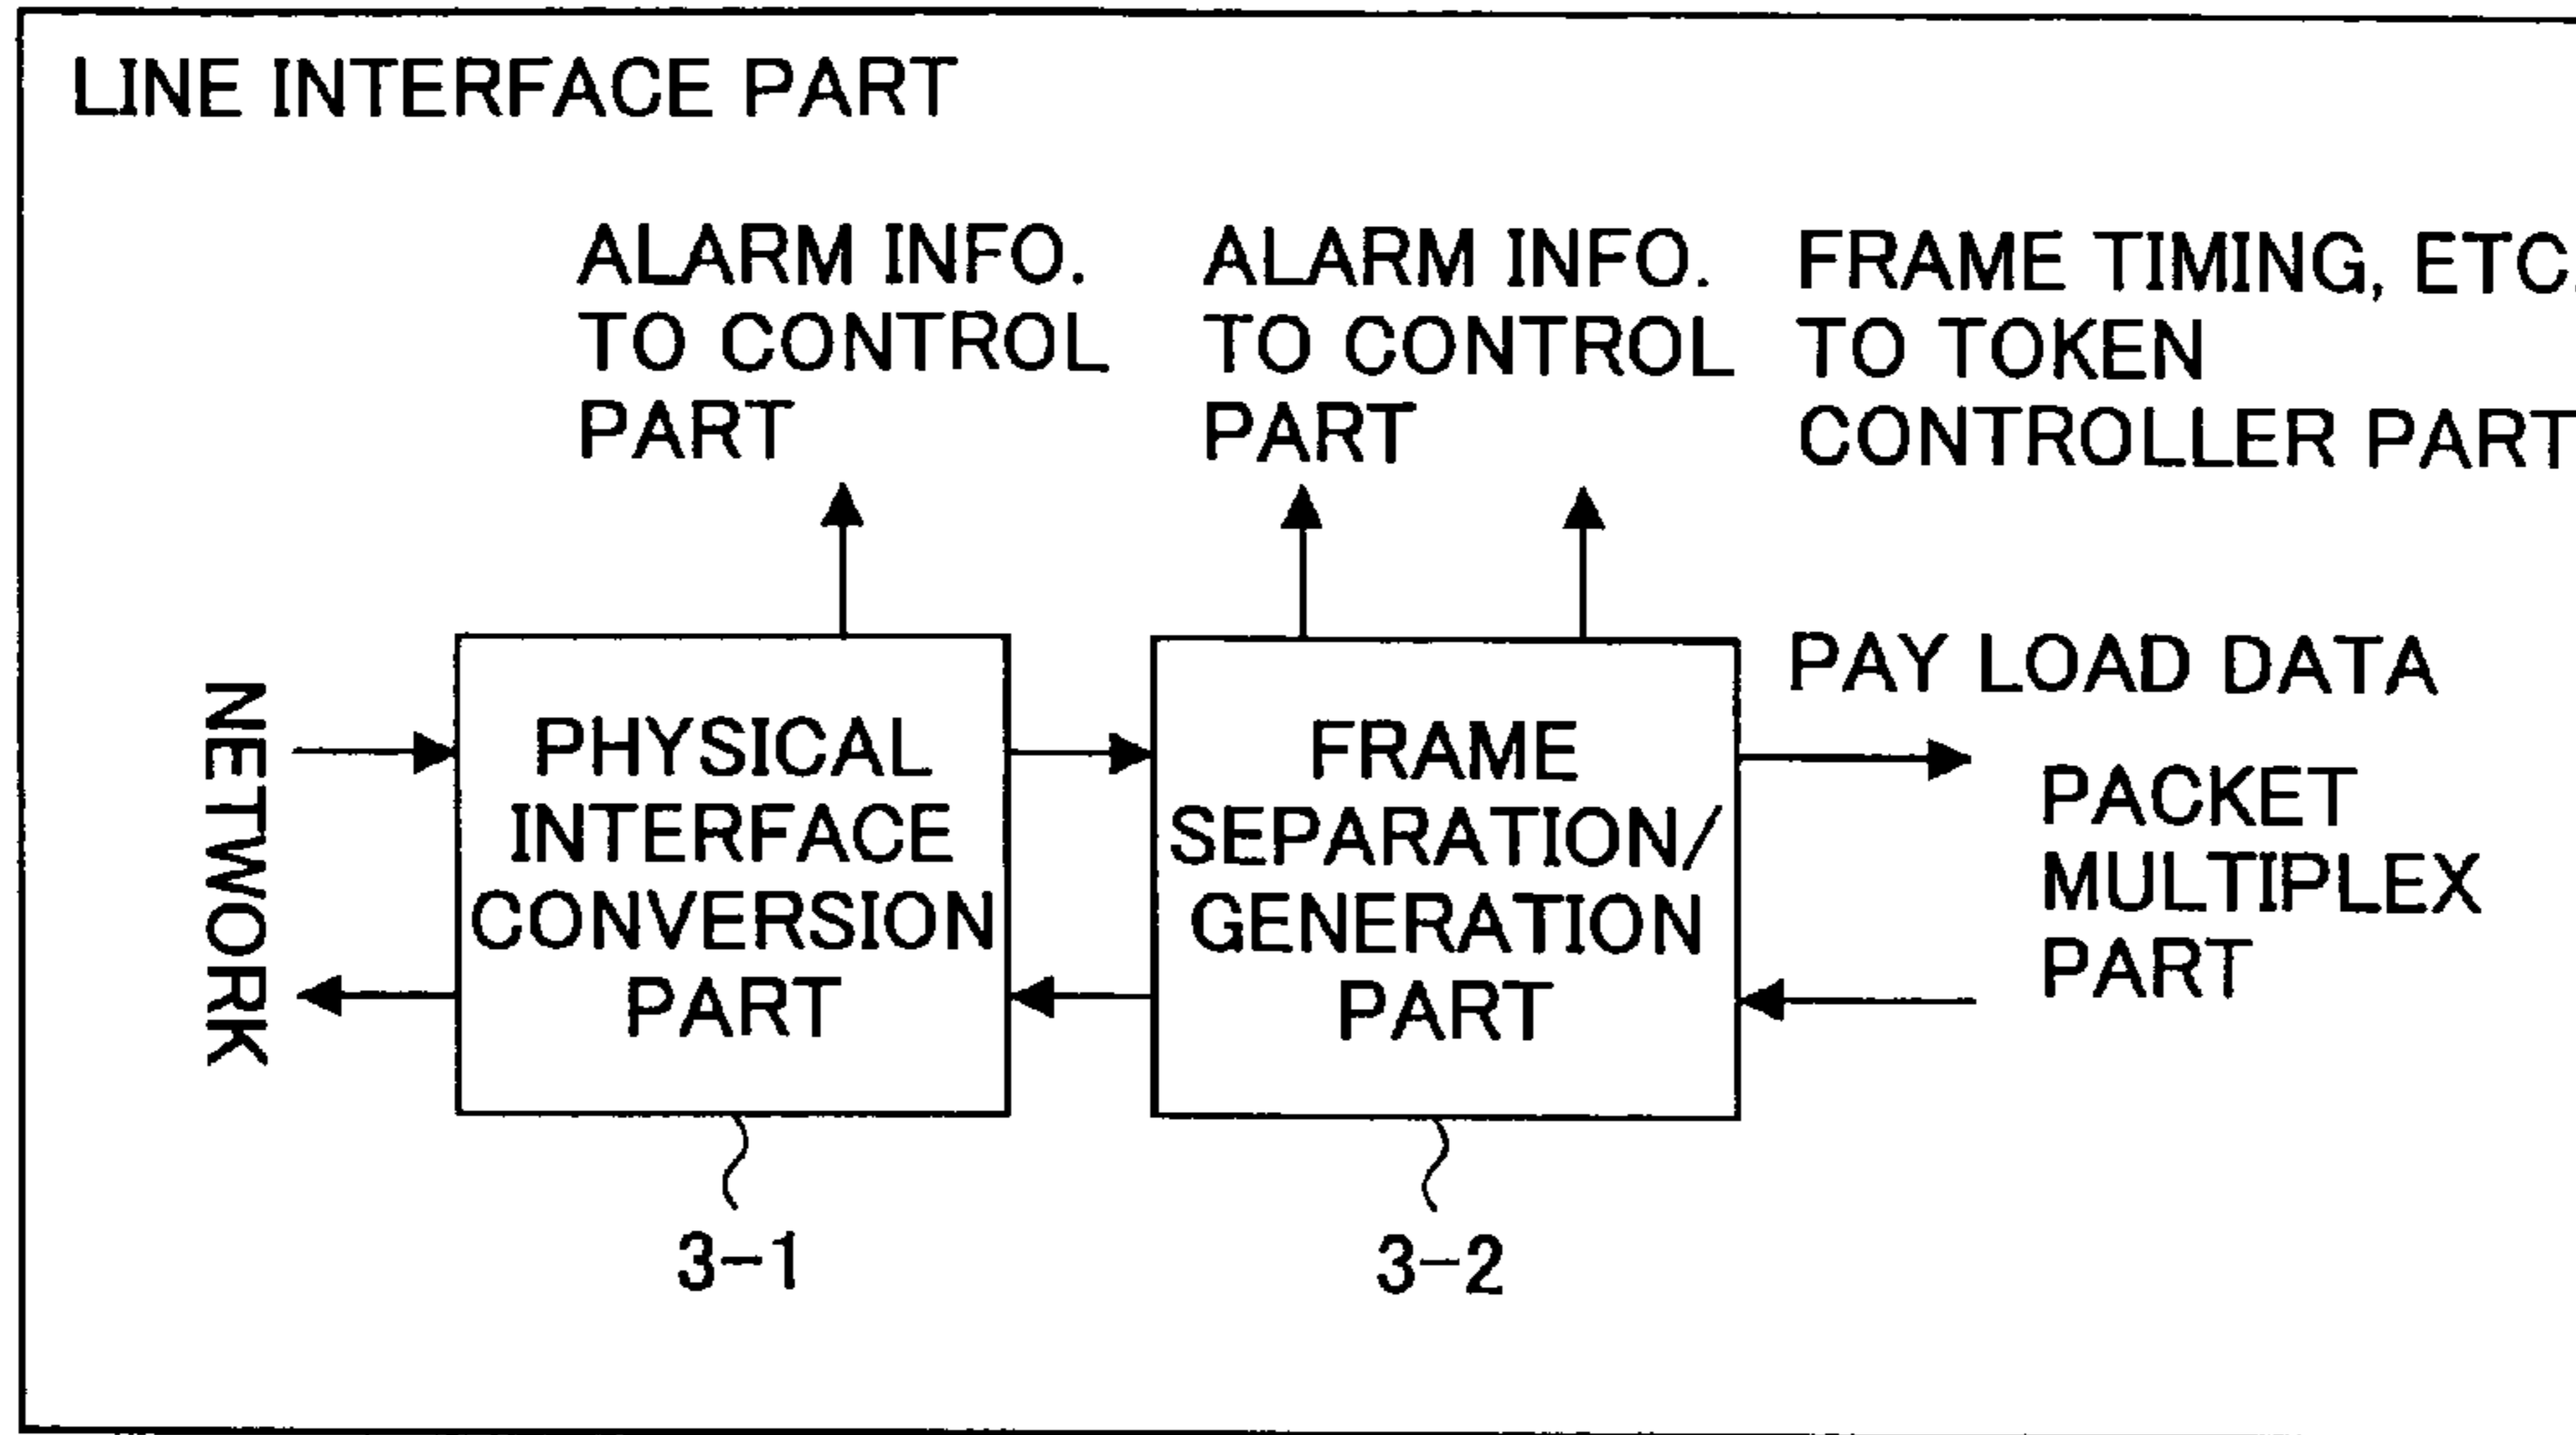 LINE INTERFACE PART
ALARM INFO.
TO CONTROL
PART
ALARM INFO.
TO CONTROL
PART
FRAME TIMING, ETC.
TO TOKEN
CONTROLLER PART
NETWORK
PHYSICAL
INTERFACE
CONVERSION
PART
FRAME
SEPARATION/
GENERATION
PART
PAY LOAD DATA
PACKET
MULTIPLEX
PART
3-1
3-2